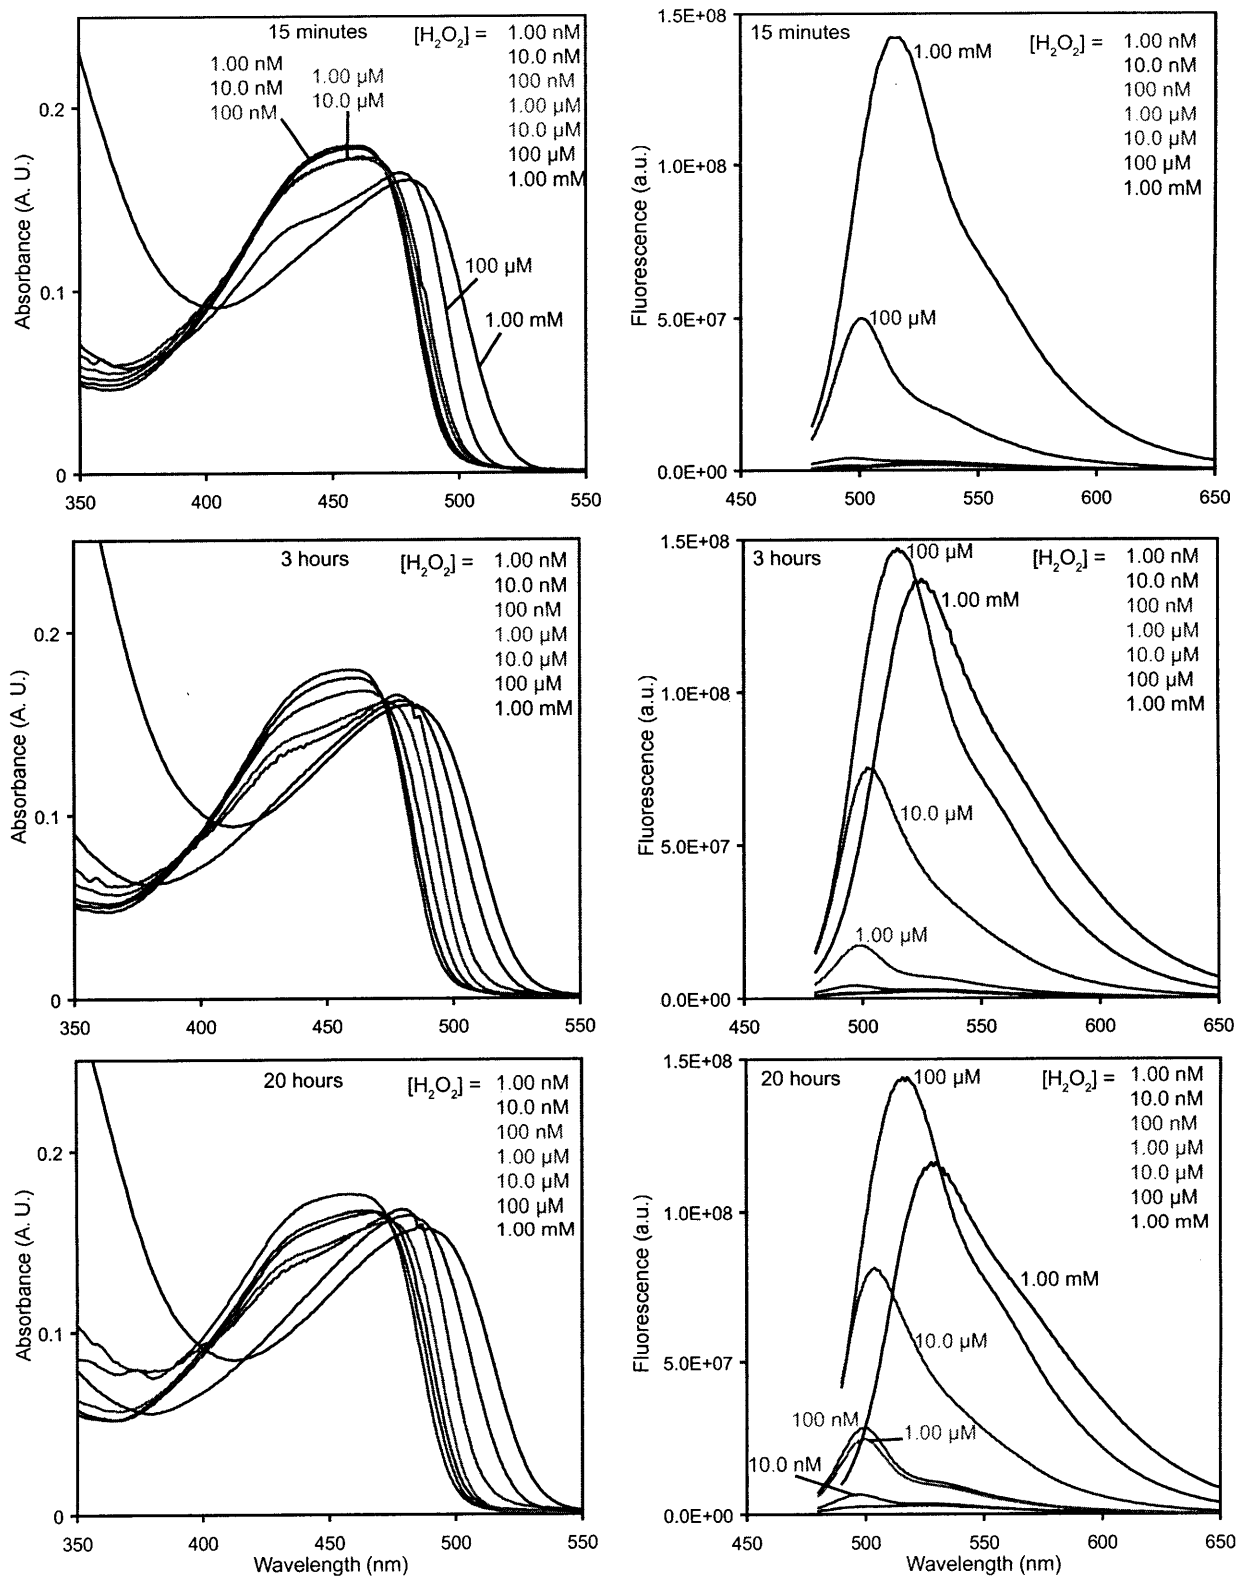 15 minutes
[H₂O₂] =
1.00 nM
10.0 nM
100 nM
1.00 µM
10.0 µM
100 µM
1.00 mM
1.00 nM
10.0 nM
100 nM
1.00 µM
10.0 µM
100 µM
1.00 mM
0.2
0.1
0
Absorbance (A. U.)
350
400
450
500
550
15 minutes
[H₂O₂] =
1.00 nM
10.0 nM
100 nM
1.00 µM
10.0 µM
100 µM
1.00 mM
1.00 mM
100 µM
1.5E+08
1.0E+08
5.0E+07
0.0E+00
Fluorescence (a.u.)
450
500
550
600
650
3 hours
[H₂O₂] =
1.00 nM
10.0 nM
100 nM
1.00 µM
10.0 µM
100 µM
1.00 mM
0.2
0.1
0
Absorbance (A. U.)
350
400
450
500
550
3 hours
[H₂O₂] =
1.00 nM
10.0 nM
100 nM
1.00 µM
10.0 µM
100 µM
1.00 mM
100 µM
1.00 mM
10.0 µM
1.00 µM
1.5E+08
1.0E+08
5.0E+07
0.0E+00
Fluorescence (a.u.)
450
500
550
600
650
20 hours
[H₂O₂] =
1.00 nM
10.0 nM
100 nM
1.00 µM
10.0 µM
100 µM
1.00 mM
0.2
0.1
0
Absorbance (A. U.)
350
400
450
500
550
Wavelength (nm)
20 hours
[H₂O₂] =
1.00 nM
10.0 nM
100 nM
1.00 µM
10.0 µM
100 µM
1.00 mM
100 µM
1.00 mM
10.0 µM
100 nM
1.00 µM
10.0 nM
1.5E+08
1.0E+08
5.0E+07
0.0E+00
Fluorescence (a.u.)
450
500
550
600
650
Wavelength (nm)